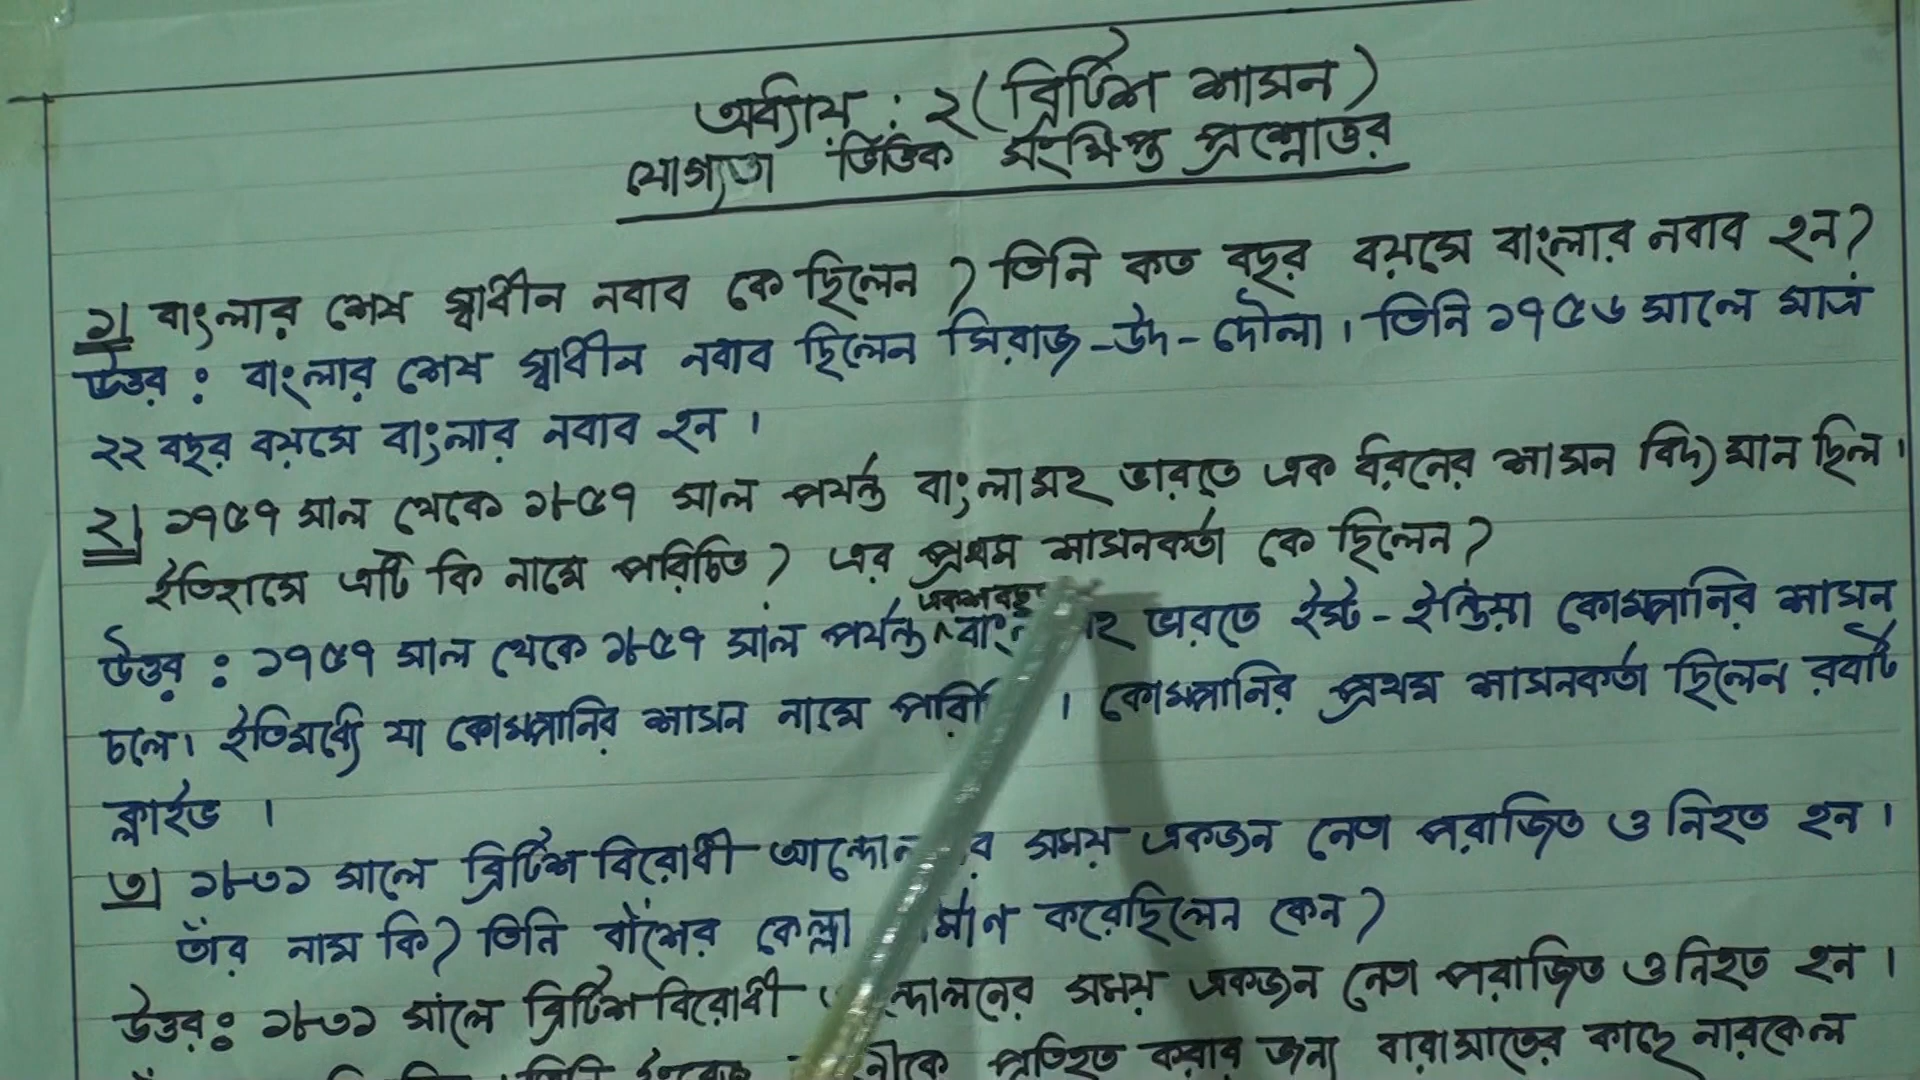 অধ্যায় : ২ ( ব্রিটিশ শাসন )
যোগ্যতা ভিত্তিক সংক্ষিপ্ত প্রশ্নোত্তর
১। বাংলার শেষ স্বাধীন নবাব কে ছিলেন ? তিনি কত বছর বয়সে বাংলার নবাব হন ?
উত্তর : বাংলার শেষ স্বাধীন নবাব ছিলেন সিরাজ-উদ-দৌলা । তিনি ১৭৫৬ সালে মাত্র
২২ বছর বয়সে বাংলার নবাব হন ।
২। ১৭৫৭ সাল থেকে ১৮৫৭ সাল পর্যন্ত বাংলাসহ ভারতে এক ধরনের শাসন বিদ্যমান ছিল ।
ইতিহাসে এটি কি নামে পরিচিত ? এর প্রথম শাসনকর্তা কে ছিলেন ?
একশ
উত্তর : ১৭৫৭ সাল থেকে ১৮৫৭ সাল পর্যন্ত ভারতে ইস্ট-ইন্ডিয়া কোম্পানির শাসন
চলে । ইতিমধ্যে যা কোম্পানির শাসন নামে । কোম্পানির প্রথম শাসনকর্তা ছিলেন রবার্ট
ক্লাইভ ।
৩। ১৮৩১ সালে ব্রিটিশ বিরোধী সময় একজন নেতা পরাজিত ও নিহত হন ।
তাঁর নাম কি ? তিনি বাঁশের কেল্লা করেছিলেন কেন ?
উত্তর : ১৮৩১ সালে ব্রিটিশ বিরোধী সময় একজন নেতা পরাজিত ও নিহত হন ।
প্রতিহত করার জন্য বারাসাতের কাছে নারকেল